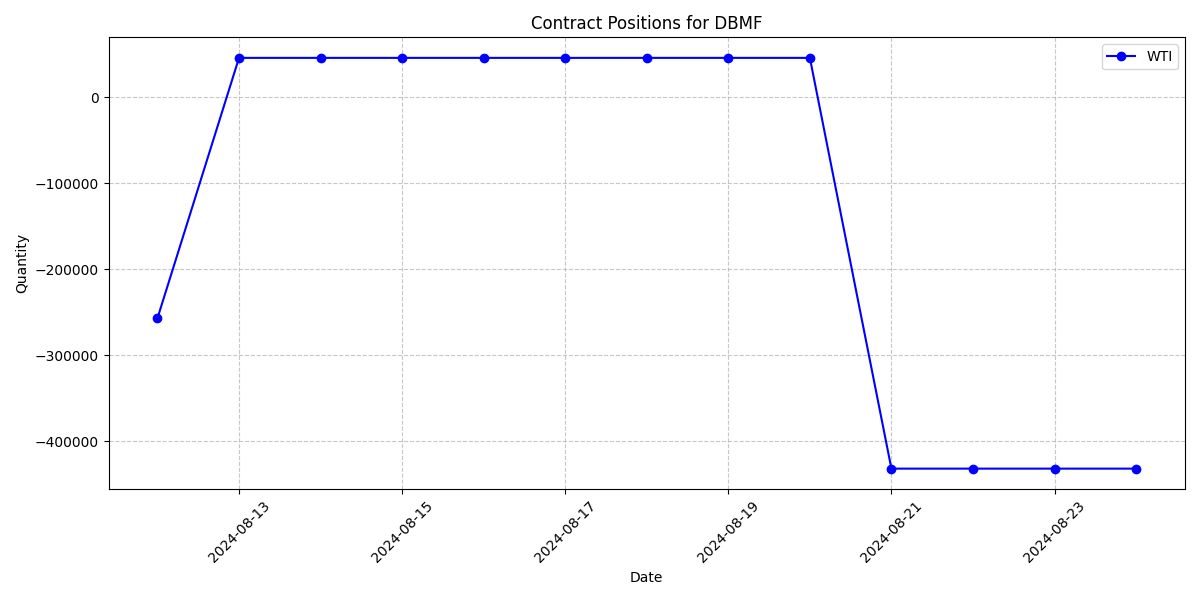 Contract Positions for DBMF
WTI
0
−100000
−200000
−300000
−400000
Quantity
2024-08-13
2024-08-15
2024-08-17
2024-08-19
2024-08-21
2024-08-23
Date